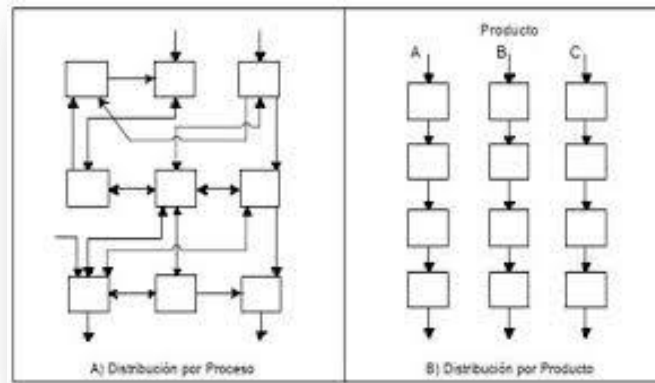 Producto
A B C
A) Distribución por Proceso
B) Distribución por Producto